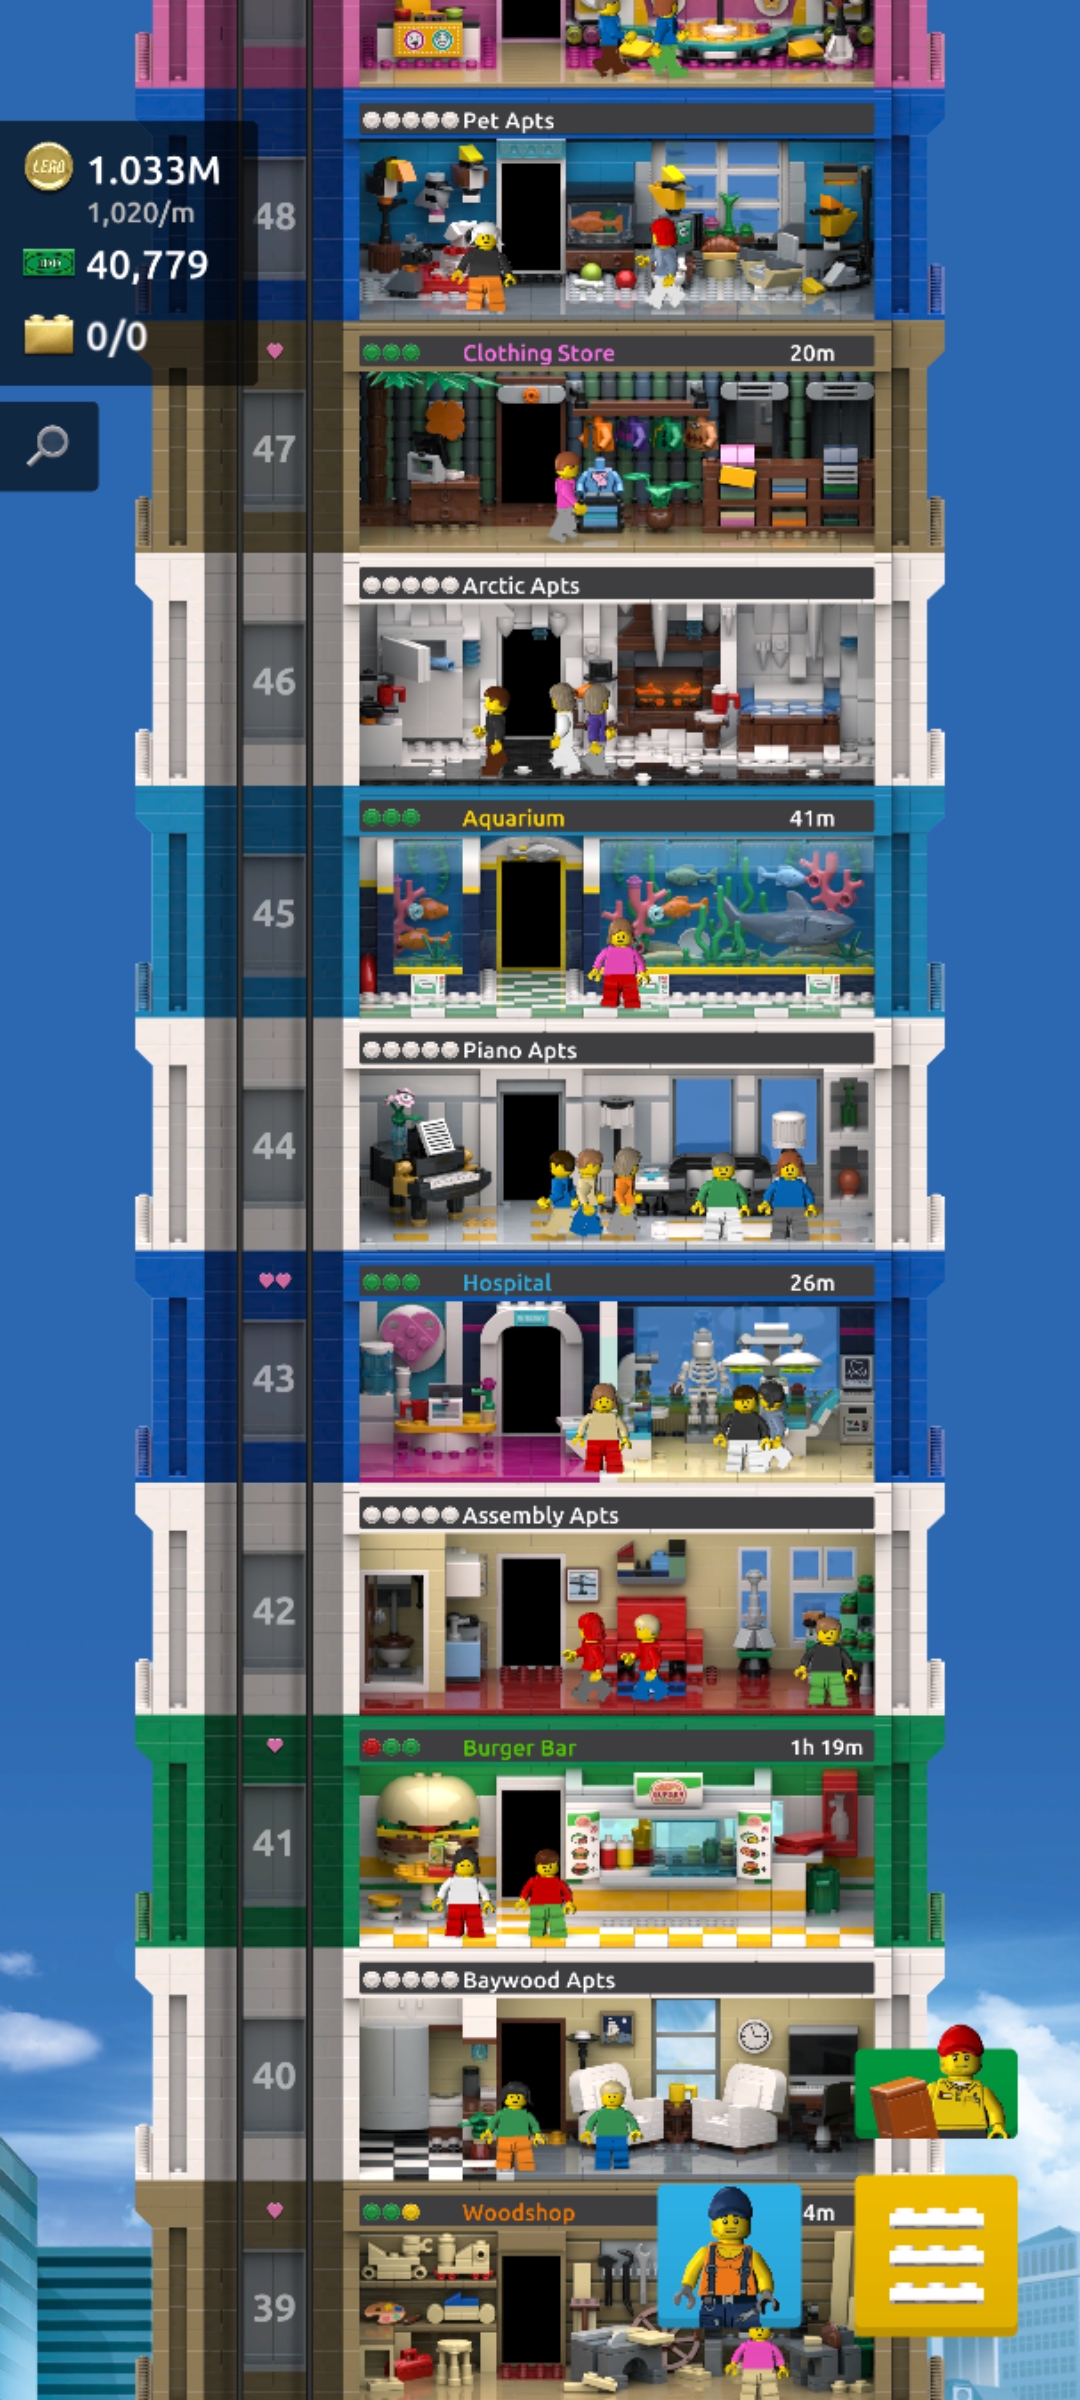 Pet Apts
LEGO 1.033M
1,020/m
48
40,779
0/0
Clothing Store 20m
47
Arctic Apts
46
Aquarium 41m
45
Piano Apts
44
Hospital 26m
43
Assembly Apts
42
Burger Bar 1h 19m
41
Baywood Apts
40
Woodshop 4m
39